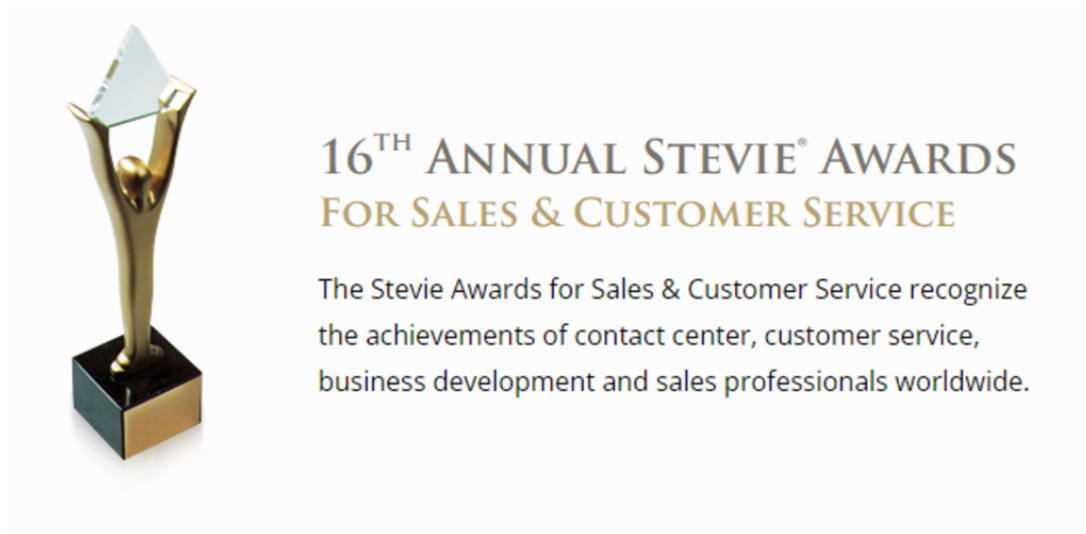 16TH ANNUAL STEVIE® AWARDS
FOR SALES & CUSTOMER SERVICE
The Stevie Awards for Sales & Customer Service recognize
the achievements of contact center, customer service,
business development and sales professionals worldwide.